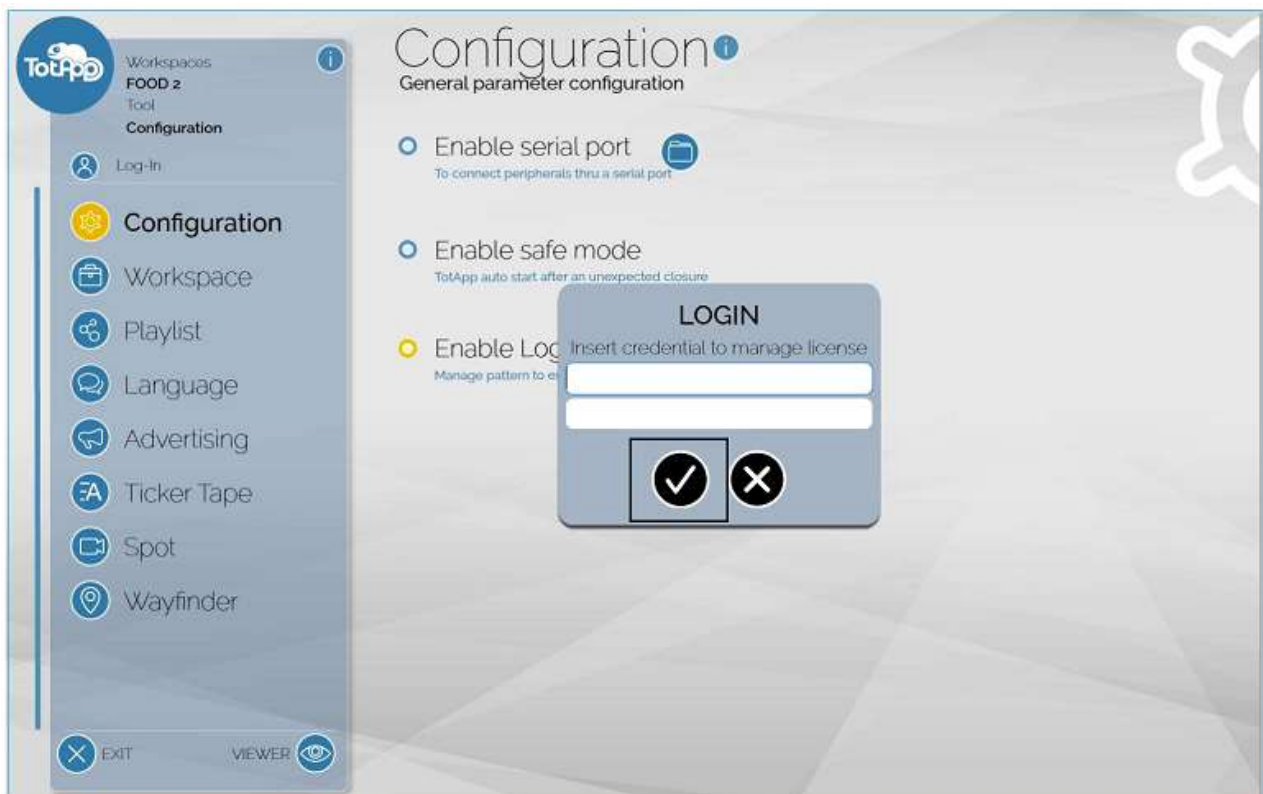 TotApp
Workspaces
FOOD 2
Tool
Configuration
Log-In
Configuration
Workspace
Playlist
Language
Advertising
Ticker Tape
Spot
Wayfinder
EXIT
VIEWER
Configuration
General parameter configuration
Enable serial port
To connect peripherals thru a serial port
Enable safe mode
TotApp auto start after an unexpected closure
Enable Log
Manage pattern to
LOGIN
Insert credential to manage license